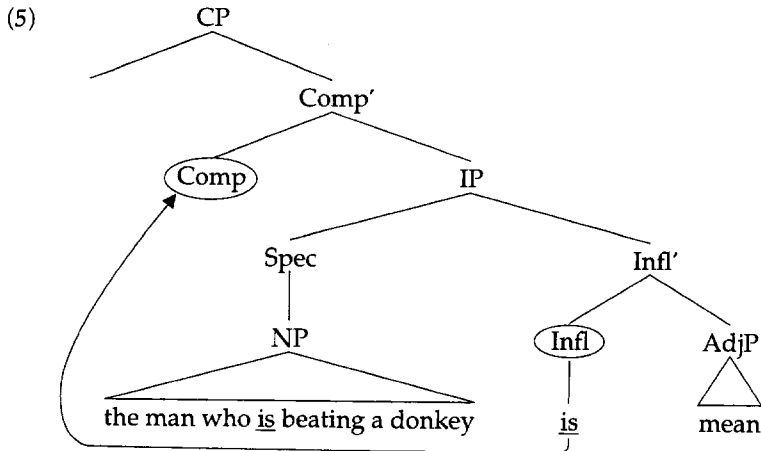 (5)
CP
Comp'
Comp
IP
Spec
Infl'
NP
Infl
AdjP
the man who is beating a donkey
is
mean